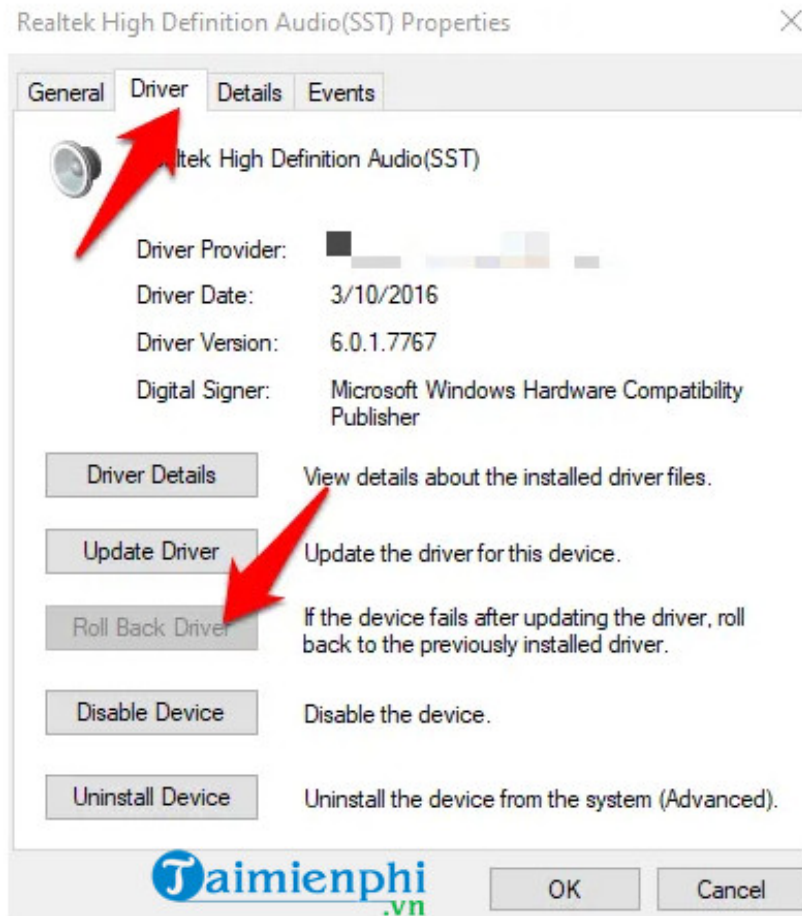 Realtek High Definition Audio(SST) Properties
General Driver Details Events
ltek High Definition Audio(SST)
Driver Provider:
Driver Date: 3/10/2016
Driver Version: 6.0.1.7767
Digital Signer: Microsoft Windows Hardware Compatibility
Publisher
Driver Details View details about the installed driver files.
Update Driver Update the driver for this device.
Roll Back Driver If the device fails after updating the driver, roll
back to the previously installed driver.
Disable Device Disable the device.
Uninstall Device Uninstall the device from the system (Advanced).
Taimienphi
.vn
OK Cancel